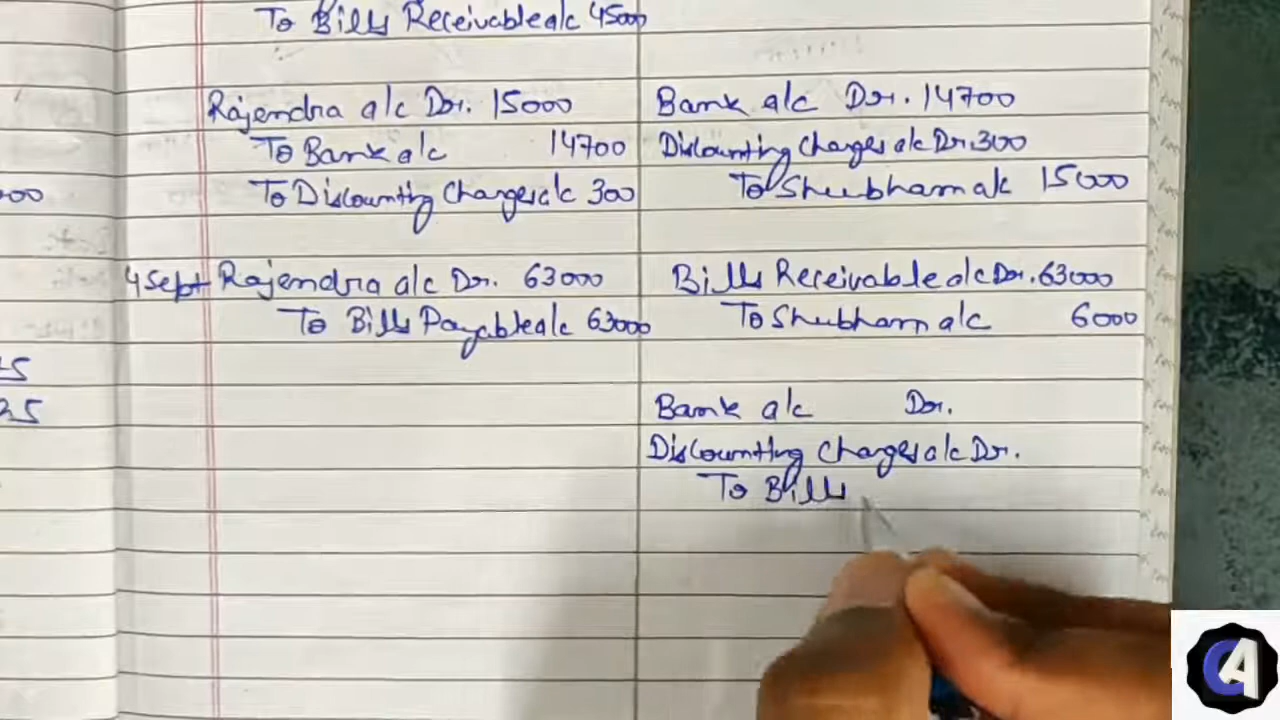 To Bills Receivable a/c 45000
Rajendra a/c Dr. 15000
To Bank a/c 14700
To Discounting Charges a/c 300
4 Sept Rajendra a/c Dr. 63000
To Bills Payable a/c 63000
Bank a/c Dr. 14700
Discounting Charges a/c Dr. 300
To Shubham a/c 15000
Bills Receivable a/c Dr. 63000
To Shubham a/c 6000
Bank a/c Dr.
Discounting Charges a/c Dr.
To Bills
CA